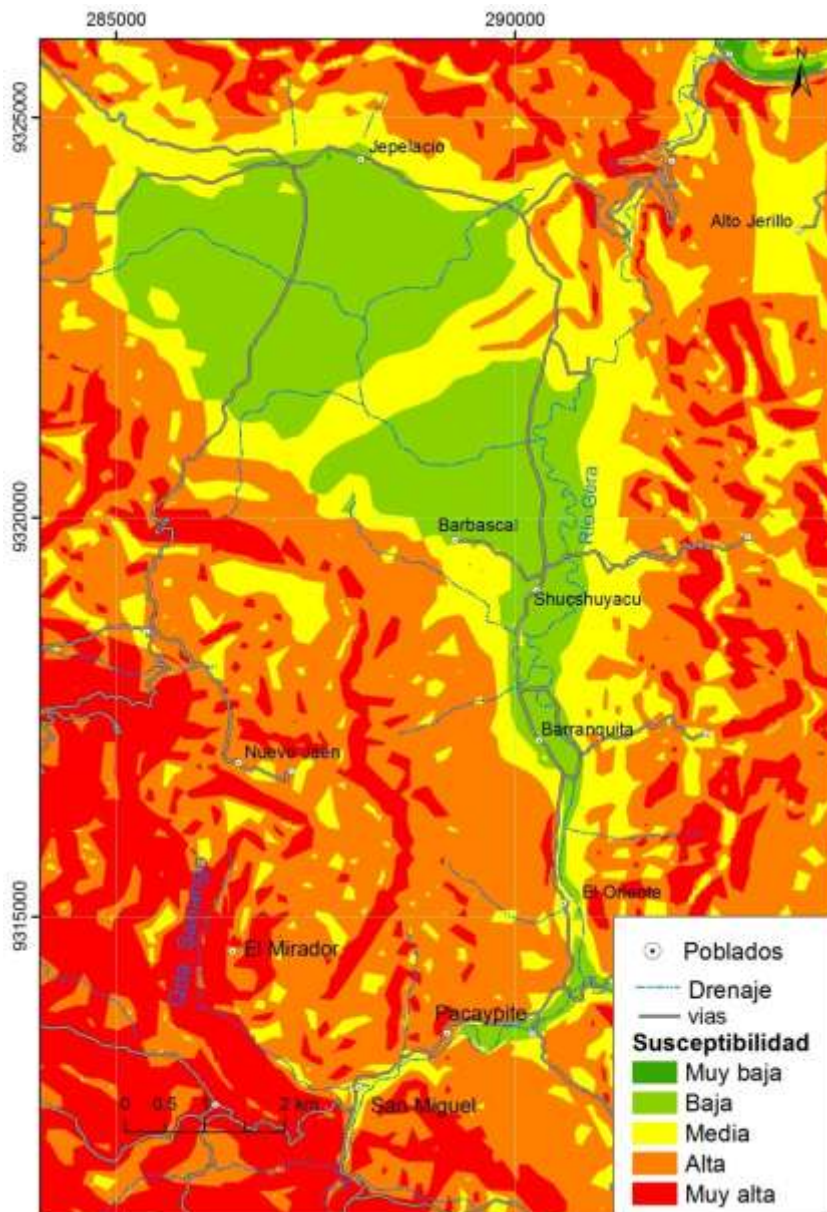 285000
290000
N
9325000
Jepelacio
Alto Jerillo
Río Gera
9320000
Barbascal
Shucshuyacu
Barranquita
Nuevo Jaén
9315000
El Oriente
El Mirador
Pacaypite
San Miguel
0 0.5 1 2 km
Poblados
Drenaje
vias
Susceptibilidad
Muy baja
Baja
Media
Alta
Muy alta